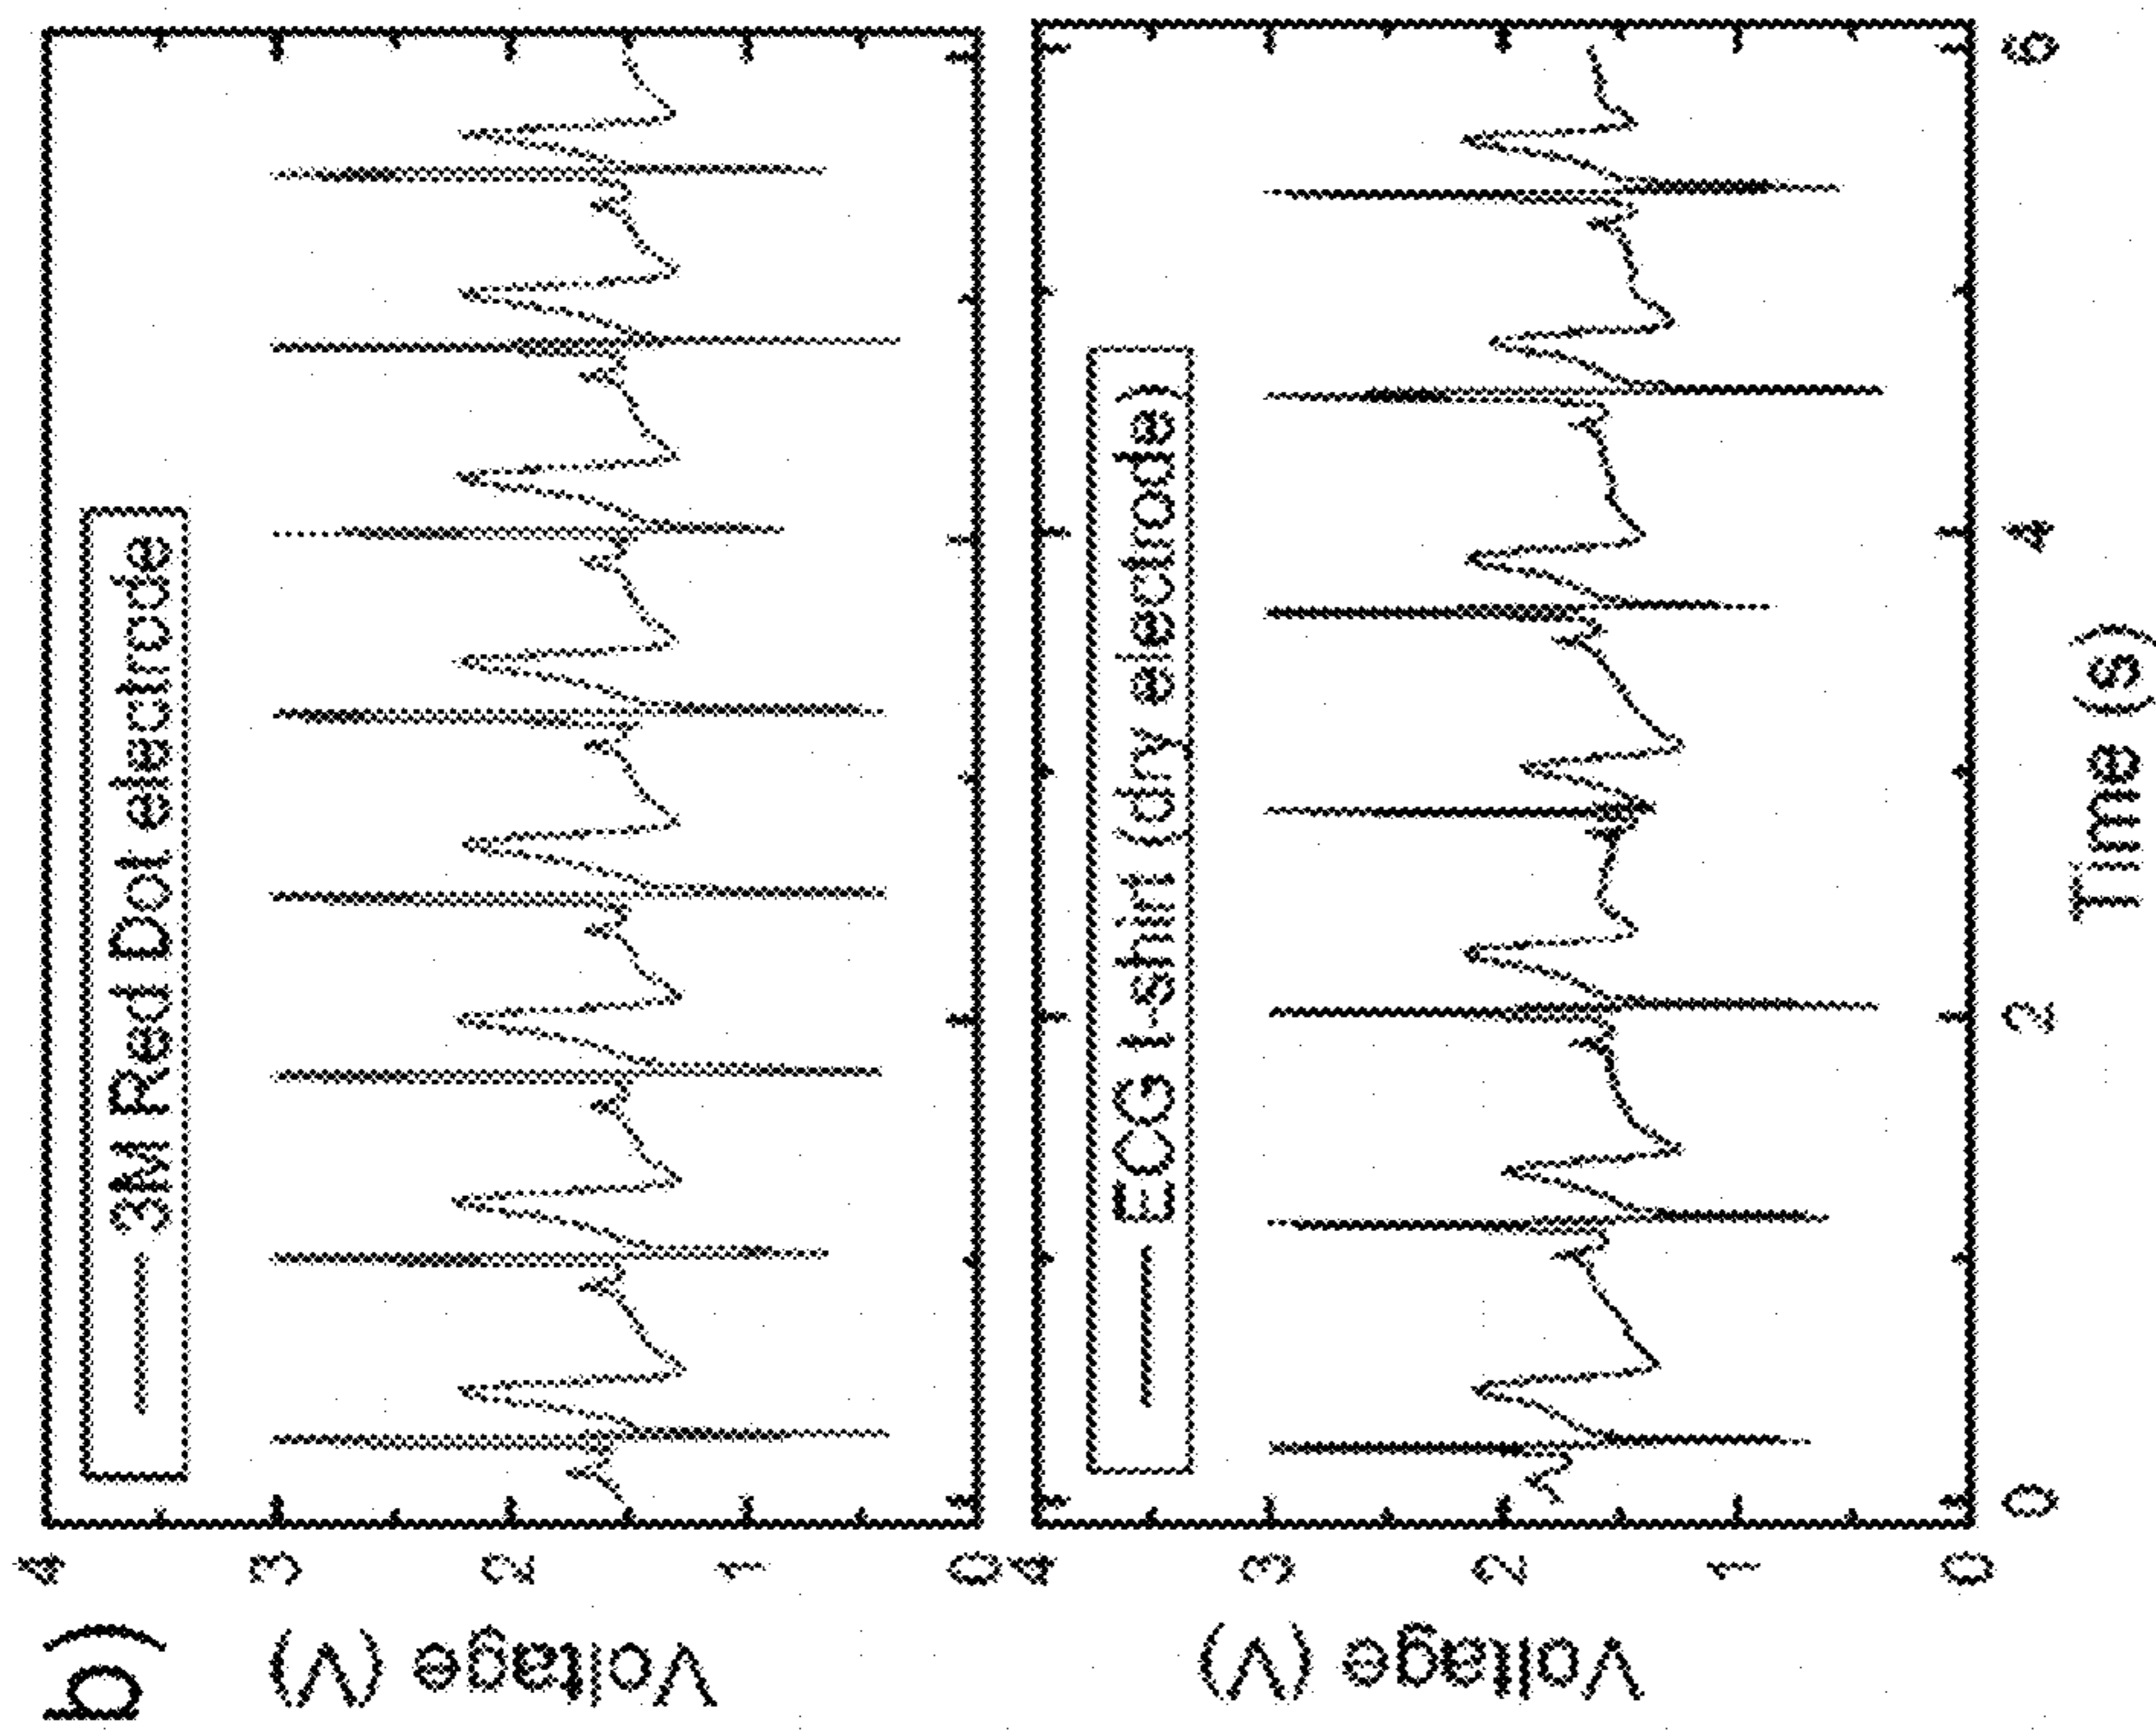 b)
Voltage (V)
4
3
2
1
0
3M Red Dot electrode
Voltage (V)
4
3
2
1
0
ECG t-shirt (dry electrode)
0
2
4
6
Time (s)